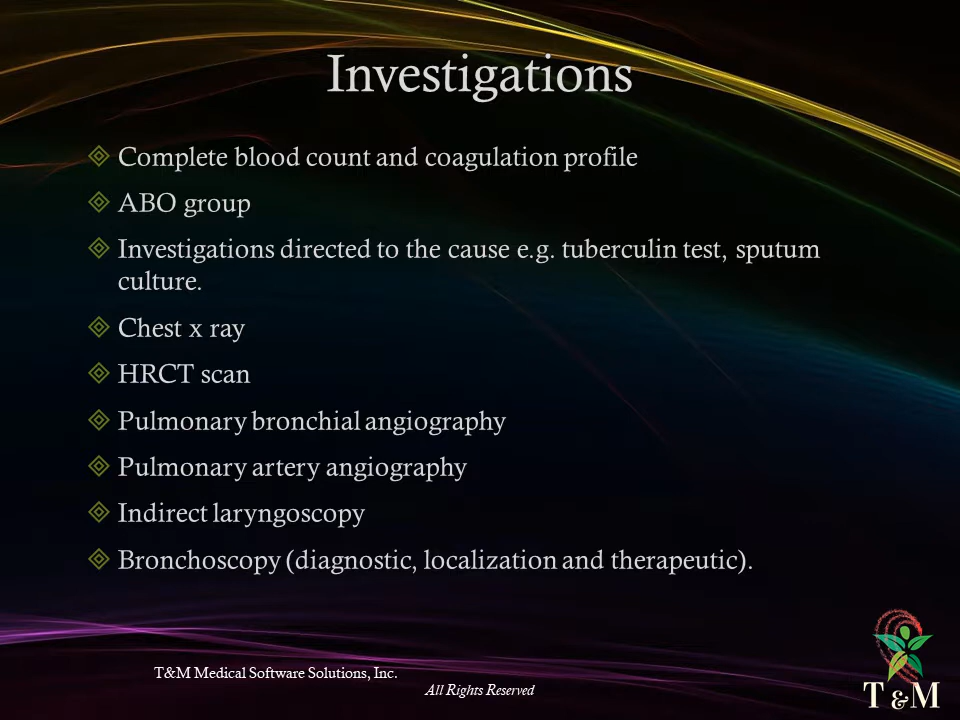 Investigations
Complete blood count and coagulation profile
ABO group
Investigations directed to the cause e.g. tuberculin test, sputum
culture.
Chest x ray
HRCT scan
Pulmonary bronchial angiography
Pulmonary artery angiography
Indirect laryngoscopy
Bronchoscopy (diagnostic, localization and therapeutic).
T&M Medical Software Solutions, Inc.
All Rights Reserved
T & M